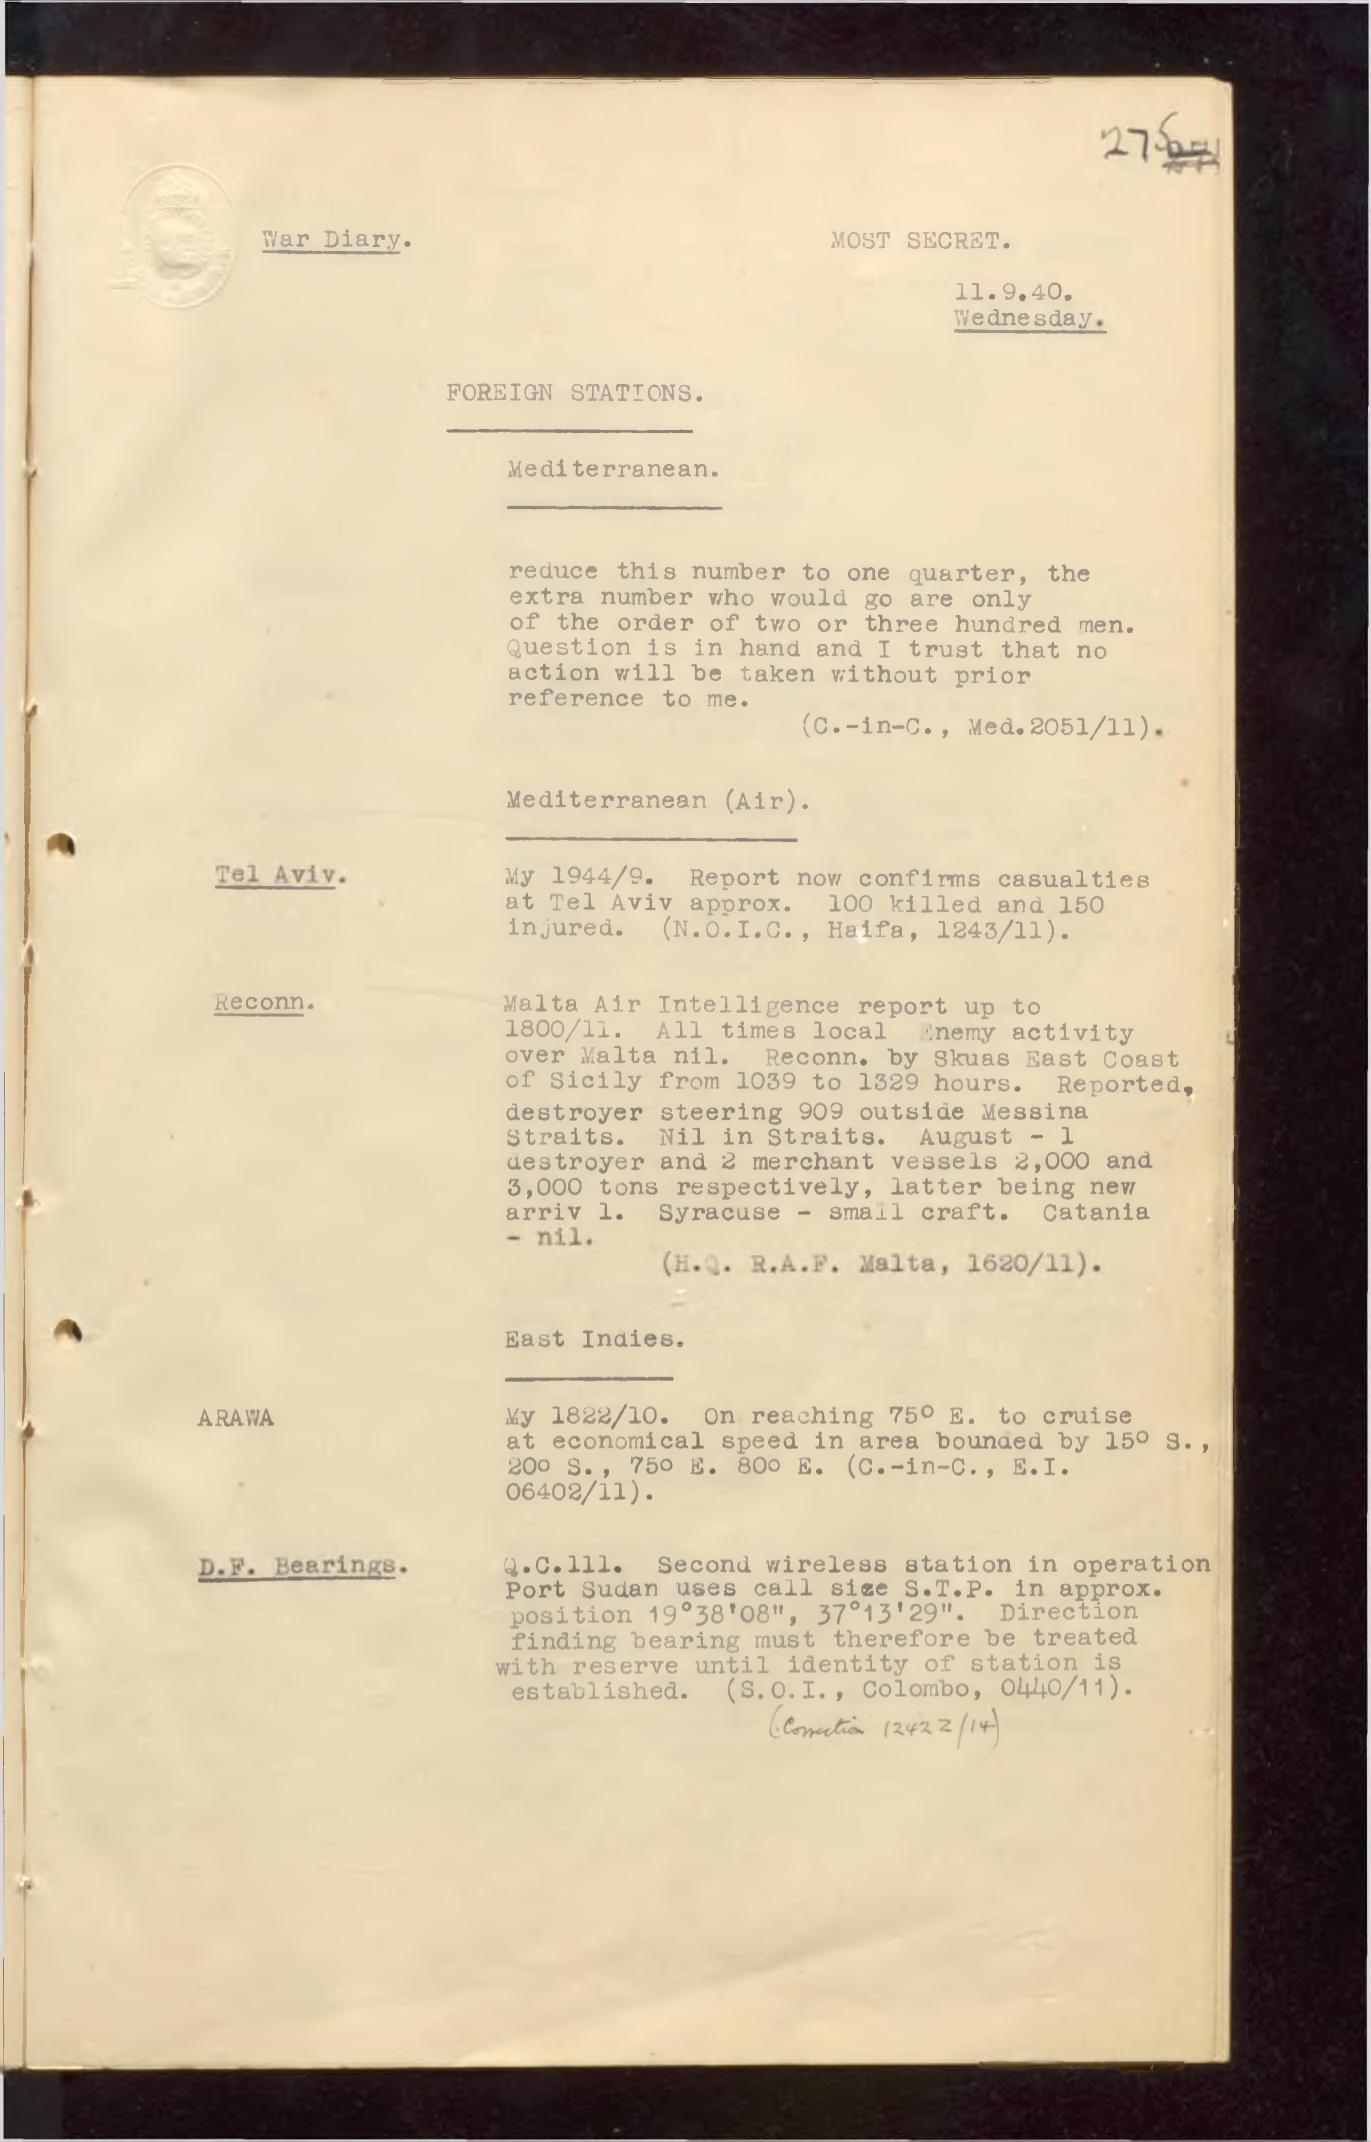 275
War Diary.
MOST SECRET.
11.9.40.
Wednesday.
FOREIGN STATIONS.
Mediterranean.
reduce this number to one quarter, the
extra number who would go are only
of the order of two or three hundred men.
Question is in hand and I trust that no
action will be taken without prior
reference to me.
(C.-in-C., Med.2051/11).
Mediterranean (Air).
Tel Aviv.
My 1944/9. Report now confirms casualties
at Tel Aviv approx. 100 killed and 150
injured. (N.O.I.C., Haifa, 1243/11).
Reconn.
Malta Air Intelligence report up to
1800/11. All times local Enemy activity
over Malta nil. Reconn. by Skuas East Coast
of Sicily from 1039 to 1329 hours. Reported,
destroyer steering 909 outside Messina
Straits. Nil in Straits. August - 1
destroyer and 2 merchant vessels 2,000 and
3,000 tons respectively, latter being new
arriv l. Syracuse - small craft. Catania
- nil.
(H.Q. R.A.F. Malta, 1620/11).
East Indies.
ARAWA
My 1822/10. On reaching 75° E. to cruise
at economical speed in area bounded by 15° S.,
20o S., 75o E. 80o E. (C.-in-C., E.I.
0640Z/11).
D.F. Bearings.
Q.C.111. Second wireless station in operation
Port Sudan uses call size S.T.P. in approx.
position 19°38'08", 37°13'29". Direction
finding bearing must therefore be treated
with reserve until identity of station is
established. (S.O.I., Colombo, 0440/11).
(Correction 1242Z/14)